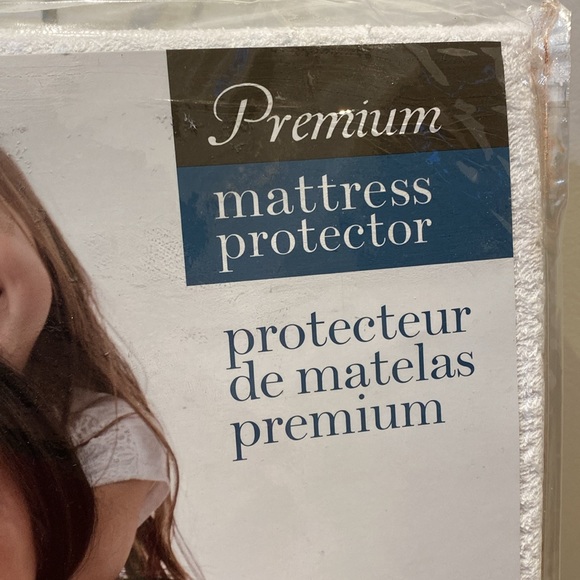 Premium
mattress
protector
protecteur
de matelas
premium